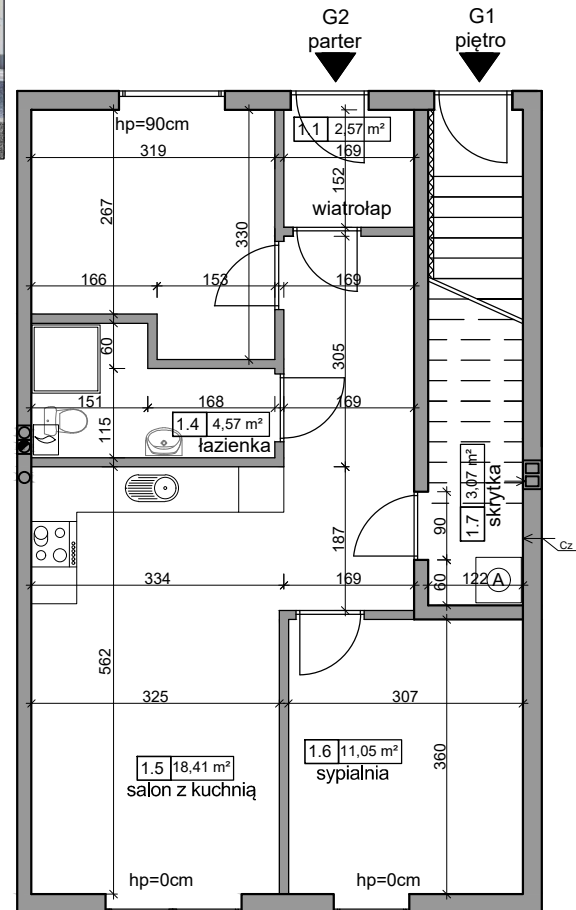 G2
parter
G1
piętro
hp=90cm
1.1 2,57 m²
319
169
152
wiatrołap
267
330
166
153
169
60
305
151
168
169
1.4 4,57 m²
łazienka
115
1.7 3,07 m²
skrytka
90
187
Cz
334
169
60
122
A
562
325
307
360
1.5 18,41 m²
salon z kuchnią
1.6 11,05 m²
sypialnia
hp=0cm
hp=0cm